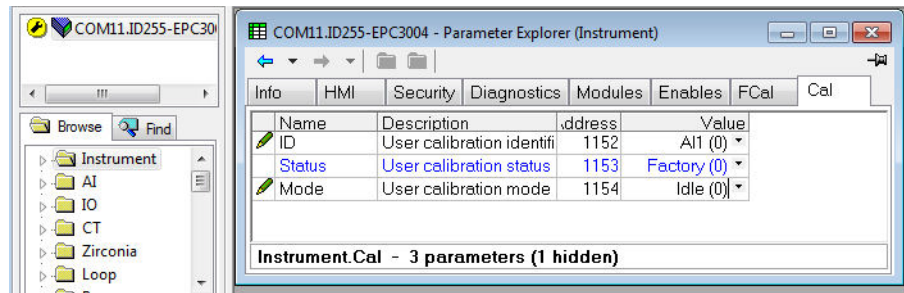 COM11.ID255-EPC30
Browse
Find
Instrument
AI
IO
CT
Zirconia
Loop
COM11.ID255-EPC3004 - Parameter Explorer (Instrument)
Info HMI Security Diagnostics Modules Enables FCal Cal
Name Description ddress Value
ID User calibration identifi 1152 AI1 (0)
Status User calibration status 1153 Factory (0)
Mode User calibration mode 1154 Idle (0)
Instrument.Cal - 3 parameters (1 hidden)